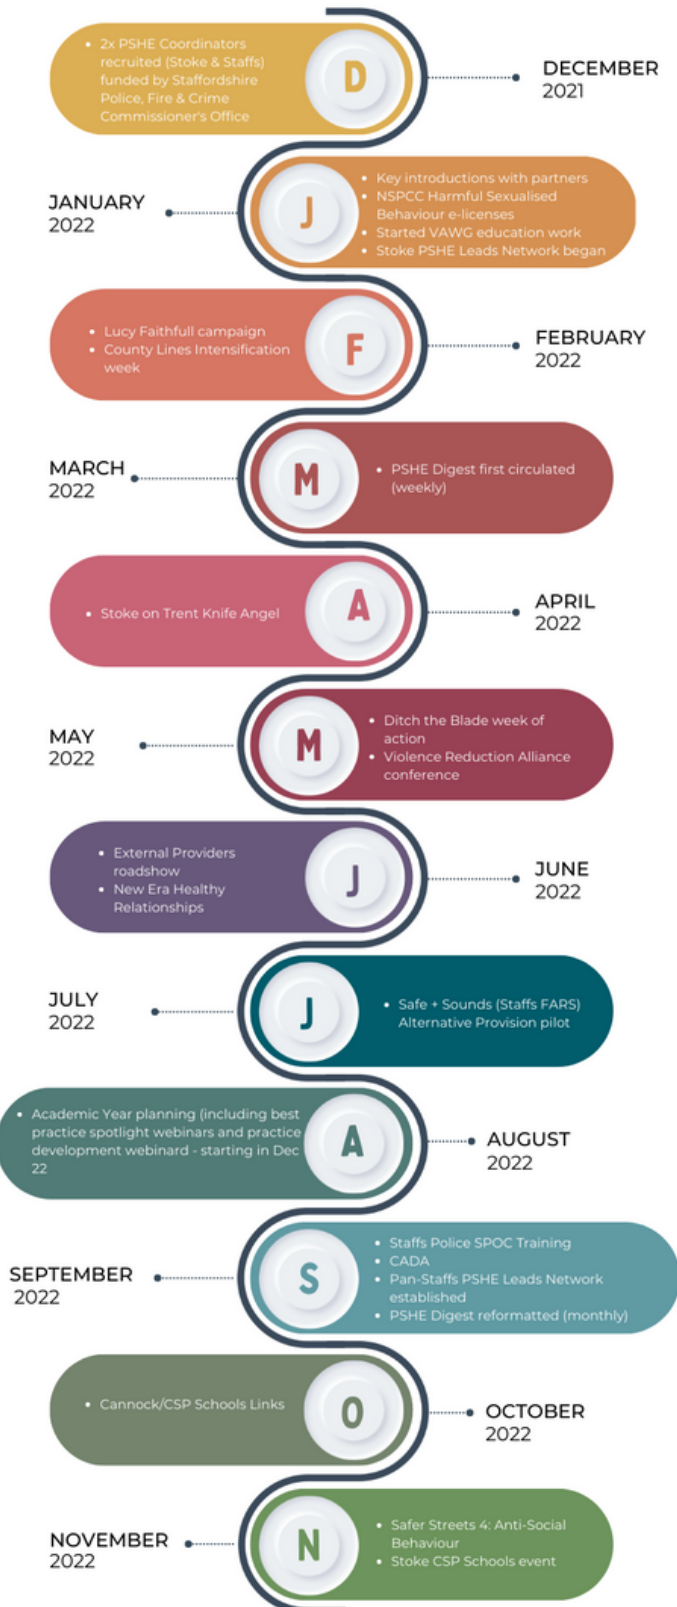 • 2x PSHE Coordinators
recruited (Stoke & Staffs)
funded by Staffordshire
Police, Fire & Crime
Commissioner's Office
D
DECEMBER
2021
JANUARY
2022
J
• Key introductions with partners
• NSPCC Harmful Sexualised
Behaviour e-licenses
• Started VAWG education work
• Stoke PSHE Leads Network began
• Lucy Faithfull campaign
• County Lines Intensification
week
F
FEBRUARY
2022
MARCH
2022
M
• PSHE Digest first circulated
(weekly)
• Stoke on Trent Knife Angel
A
APRIL
2022
MAY
2022
M
• Ditch the Blade week of
action
• Violence Reduction Alliance
conference
• External Providers
roadshow
• New Era Healthy
Relationships
J
JUNE
2022
JULY
2022
J
• Safe + Sounds (Staffs FARS)
Alternative Provision pilot
• Academic Year planning (including best
practice spotlight webinars and practice
development webinard - starting in Dec
22
A
AUGUST
2022
SEPTEMBER
2022
S
• Staffs Police SPOC Training
• CADA
• Pan-Staffs PSHE Leads Network
established
• PSHE Digest reformatted (monthly)
• Cannock/CSP Schools Links
O
OCTOBER
2022
NOVEMBER
2022
N
• Safer Streets 4: Anti-Social
Behaviour
• Stoke CSP Schools event